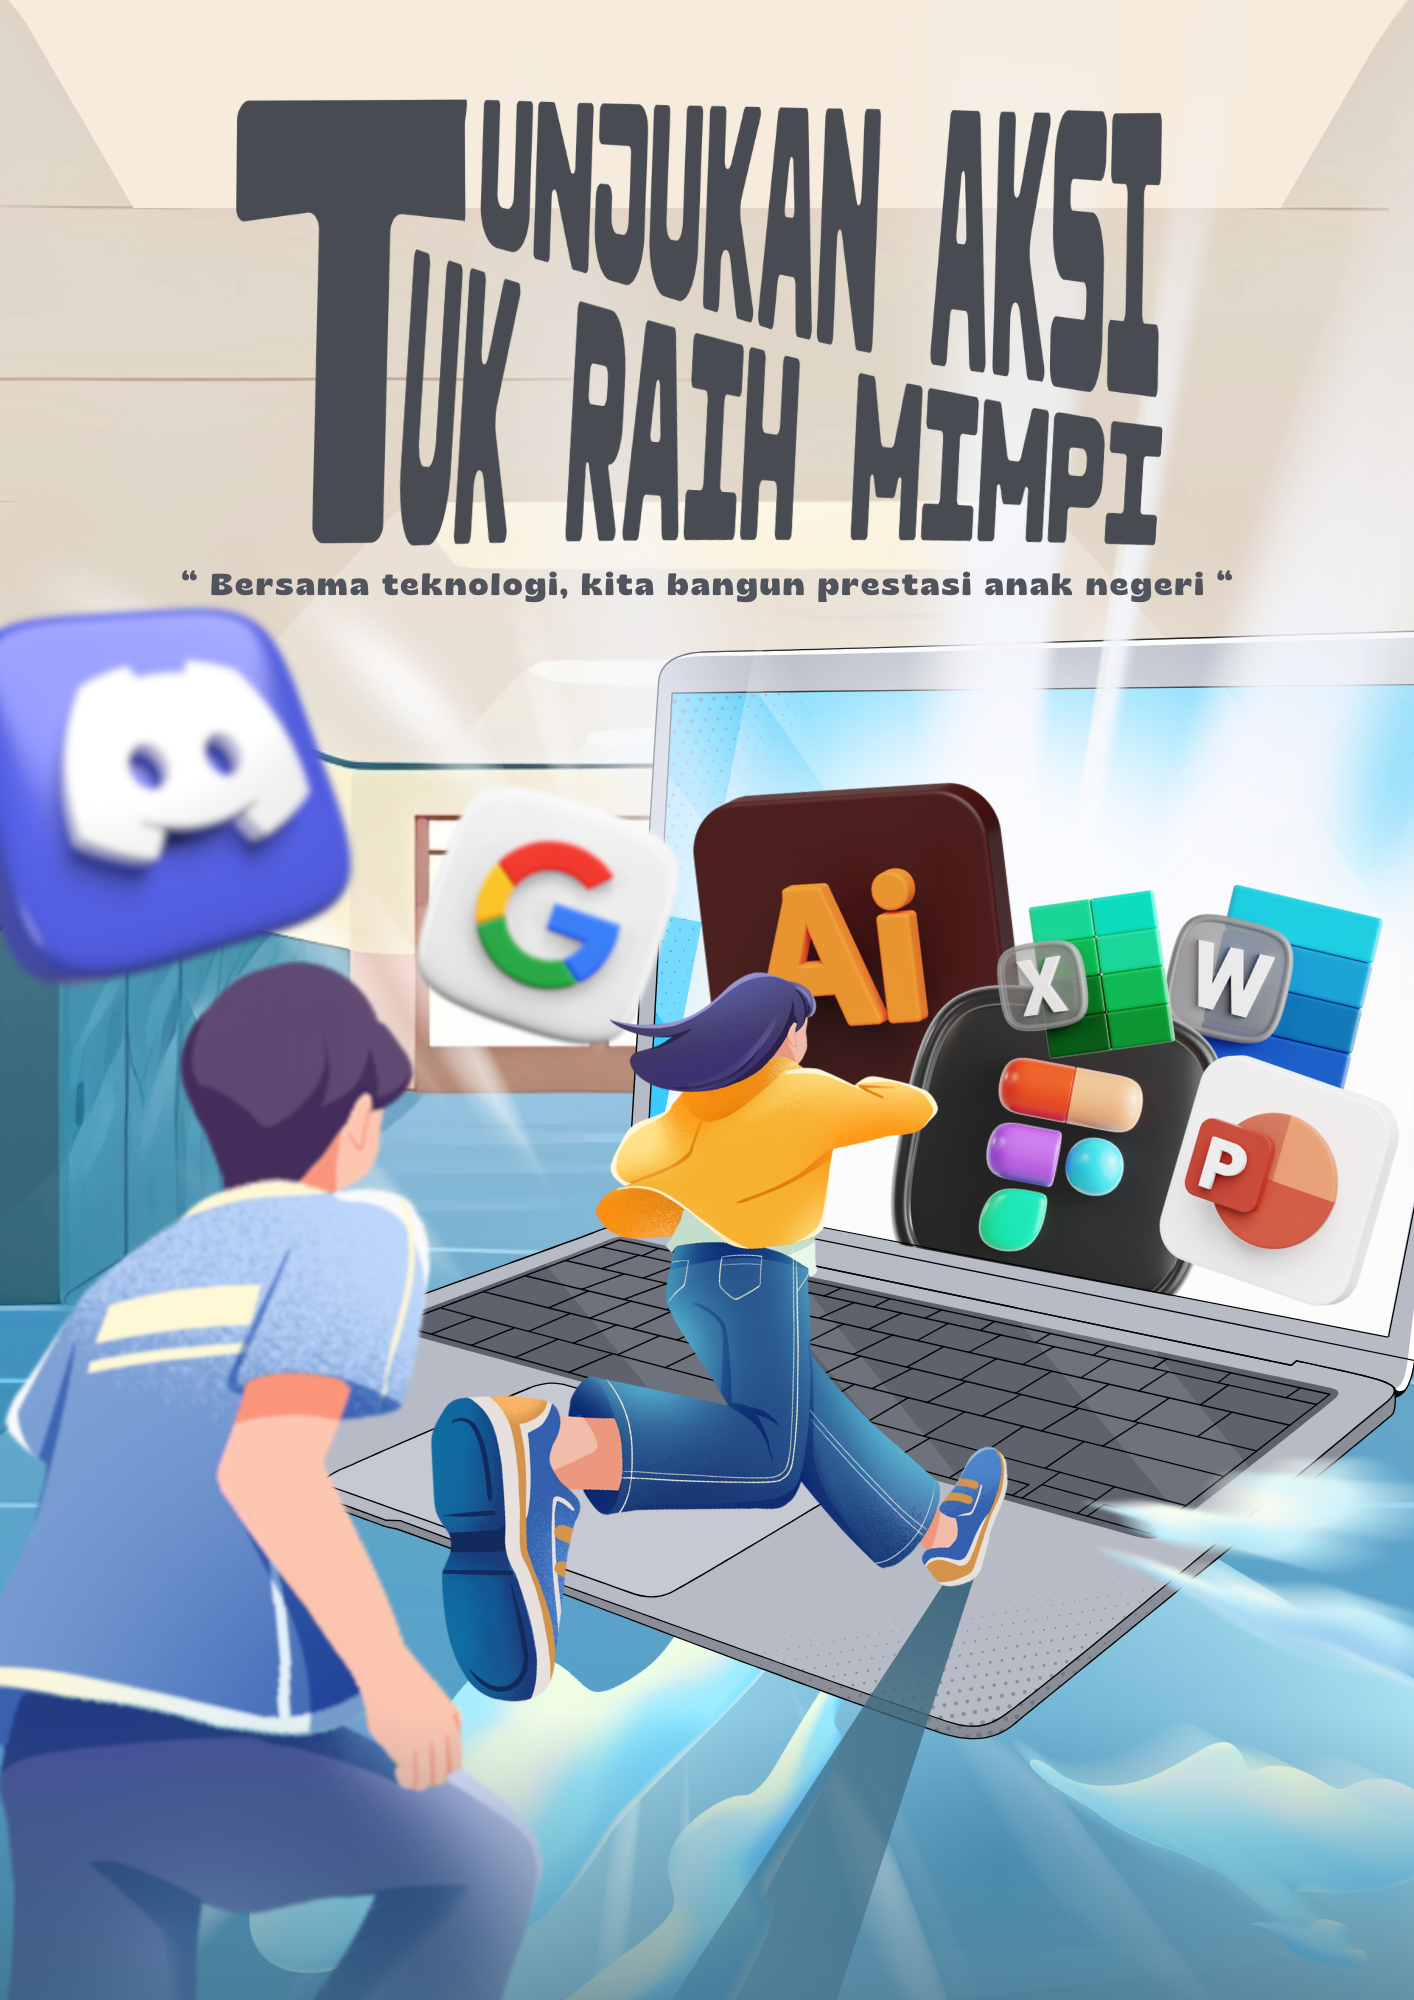 TUNJUKAN AKSI
TUK RAIH MIMPI
“ Bersama teknologi, kita bangun prestasi anak negeri “
G
Ai
X
W
P